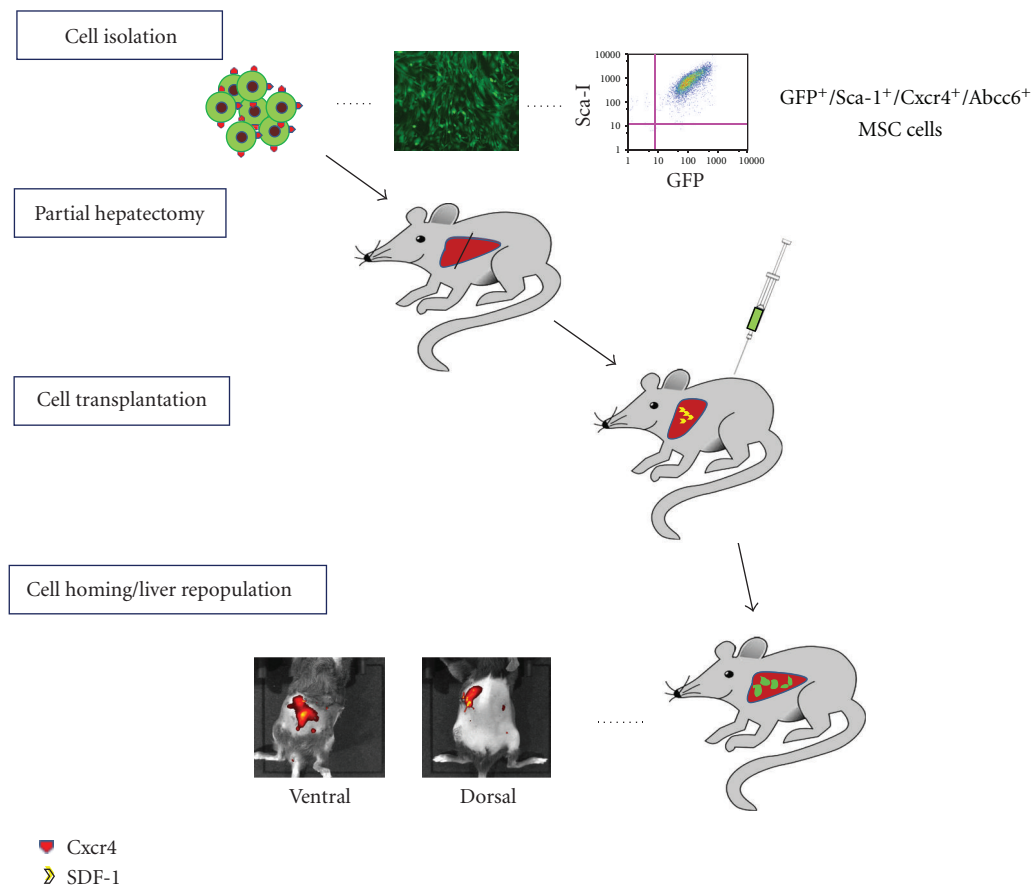 Cell isolation
10000
1000
100
10
1
1 10 100 1000 10000
Sca-I
GFP
GFP⁺/Sca-1⁺/Cxcr4⁺/Abcc6⁺
MSC cells
Partial hepatectomy
Cell transplantation
Cell homing/liver repopulation
Ventral
Dorsal
Cxcr4
SDF-1